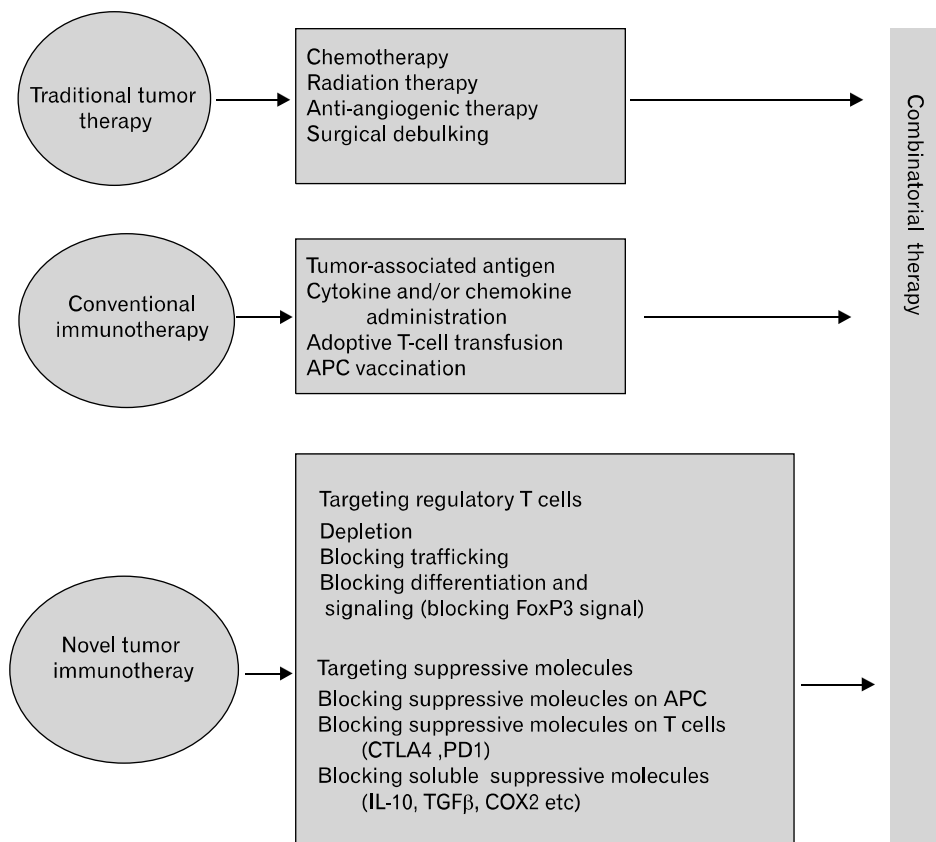 Traditional tumor
therapy
Chemotherapy
Radiation therapy
Anti-angiogenic therapy
Surgical debulking
Conventional
immunotherapy
Tumor-associated antigen
Cytokine and/or chemokine
administration
Adoptive T-cell transfusion
APC vaccination
Novel tumor
immunotheray
Targeting regulatory T cells
Depletion
Blocking trafficking
Blocking differentiation and
signaling (blocking FoxP3 signal)
Targeting suppressive molecules
Blocking suppressive moleucles on APC
Blocking suppressive molecules on T cells
(CTLA4 ,PD1)
Blocking soluble suppressive molecules
(IL-10, TGFβ, COX2 etc)
Combinatorial therapy